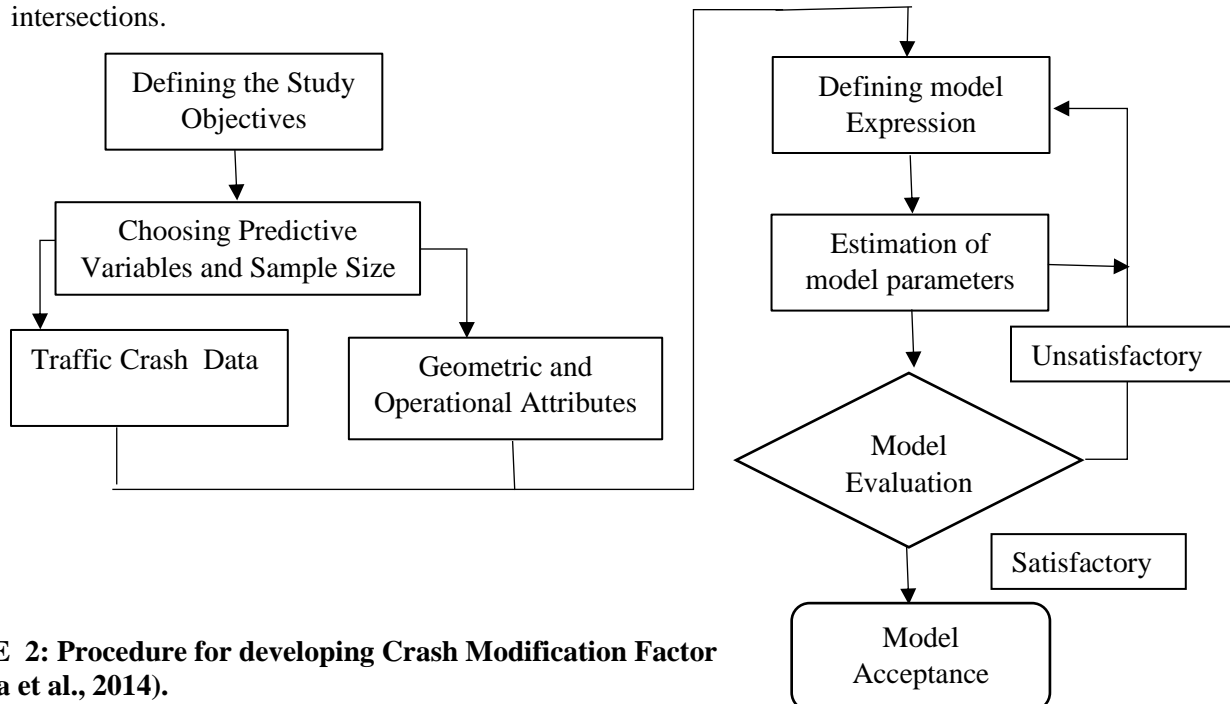 intersections.
Defining the Study
Objectives
Choosing Predictive
Variables and Sample Size
Traffic Crash Data
Geometric and
Operational Attributes
Defining model
Expression
Estimation of
model parameters
Unsatisfactory
Model
Evaluation
Satisfactory
Model
Acceptance
2: Procedure for developing Crash Modification Factor
et al., 2014).